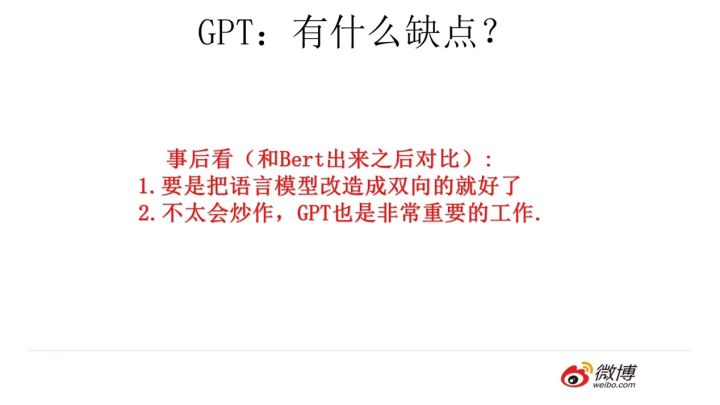 GPT：有什么缺点？
事后看（和Bert出来之后对比）：
1.要是把语言模型改造成双向的就好了
2.不太会炒作，GPT也是非常重要的工作.
微博
weibo.com